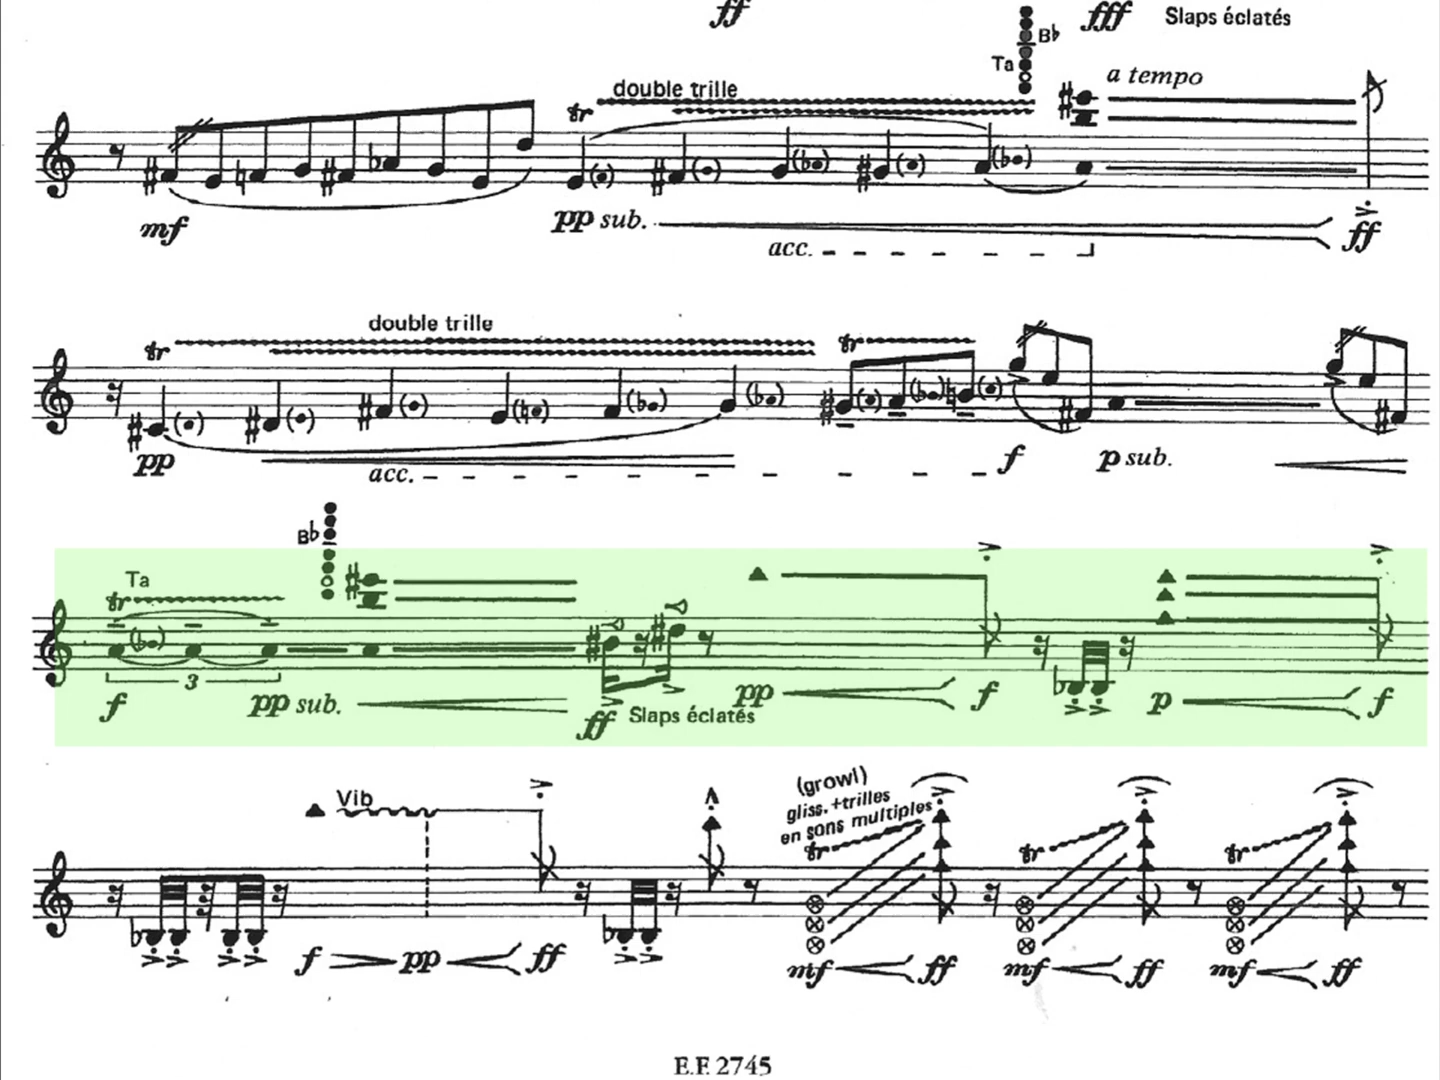 ff
fff Slaps éclatés
B♭
Ta
a tempo
double trille
tr
mf
pp sub.
ff
acc.
double trille
tr
tr
pp
acc.
f
p sub.
B♭
Ta
tr
3
f
pp sub.
ff Slaps éclatés
pp
f
p
f
Vib
(growl)
gliss. +trilles
en sons multiples
tr
tr
tr
f
pp
ff
mf
ff
mf
ff
mf
ff
E.F. 2745